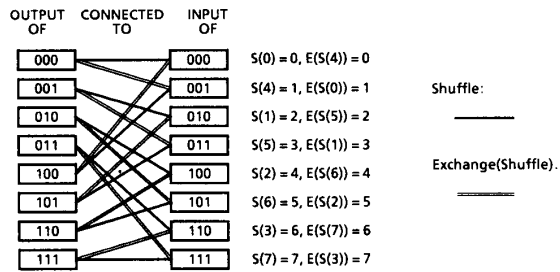 OUTPUT OF CONNECTED TO INPUT OF
000 000 S(0) = 0, E(S(4)) = 0
001 001 S(4) = 1, E(S(0)) = 1
010 010 S(1) = 2, E(S(5)) = 2
011 011 S(5) = 3, E(S(1)) = 3
100 100 S(2) = 4, E(S(6)) = 4
101 101 S(6) = 5, E(S(2)) = 5
110 110 S(3) = 6, E(S(7)) = 6
111 111 S(7) = 7, E(S(3)) = 7
Shuffle:
Exchange(Shuffle).